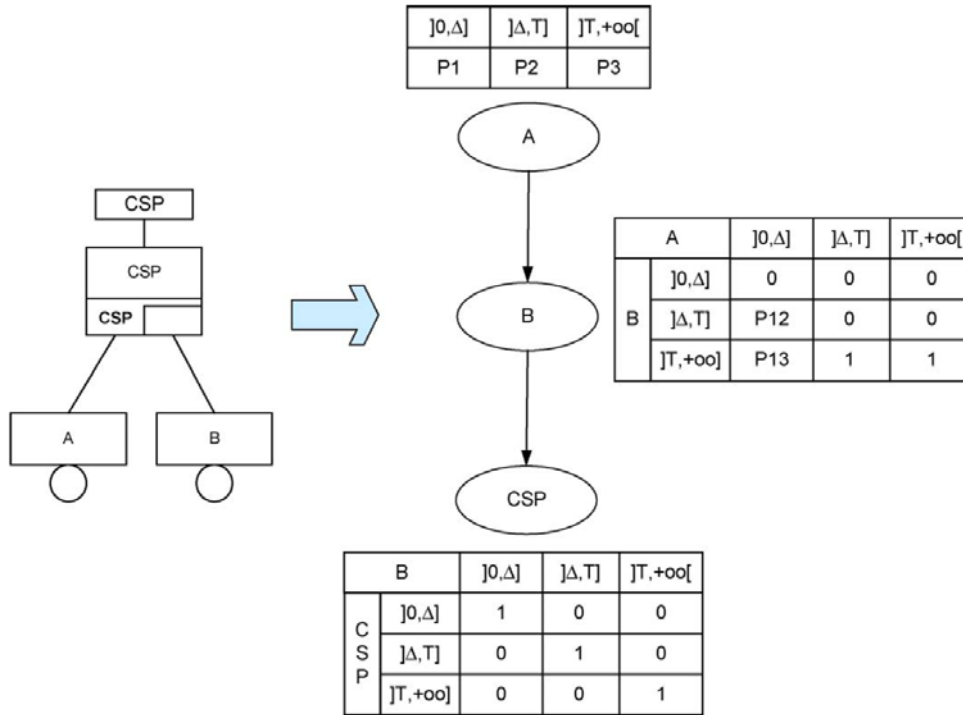 ]0,Δ] ]Δ,T] ]T,+oo[
P1 P2 P3
A
CSP
CSP
CSP
A B
B
A ]0,Δ] ]Δ,T] ]T,+oo[
B
]0,Δ] 0 0 0
]Δ,T] P12 0 0
]T,+oo] P13 1 1
CSP
B ]0,Δ] ]Δ,T] ]T,+oo[
C
S
P
]0,Δ] 1 0 0
]Δ,T] 0 1 0
]T,+oo[ 0 0 1